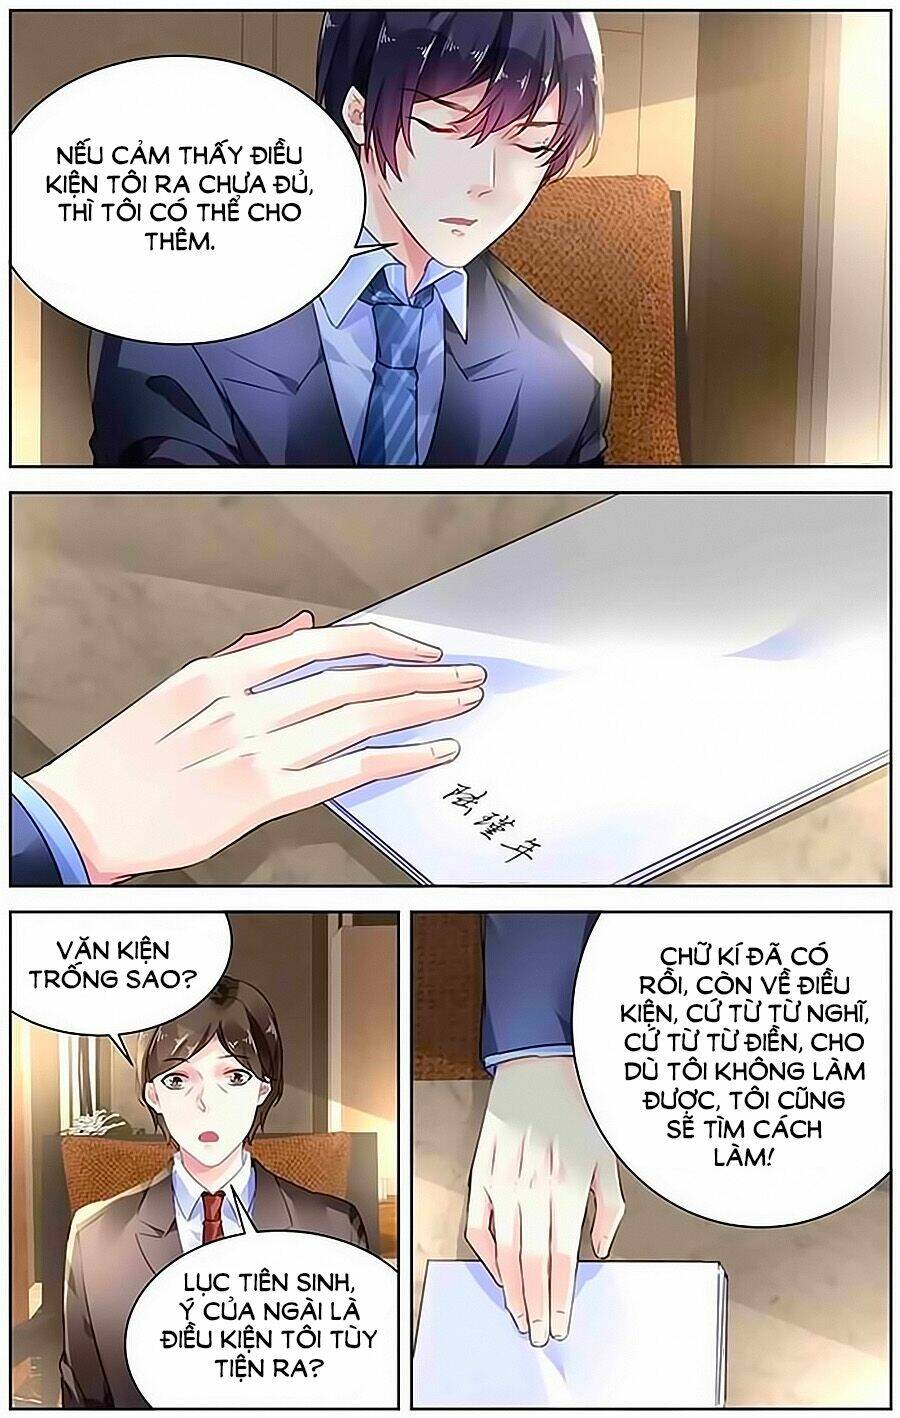 NẾU CẢM THẤY ĐIỀU
KIỆN TÔI RA CHƯA ĐỦ,
THÌ TÔI CÓ THỂ CHO
THÊM.
陆瑾年
VĂN KIỆN
TRỐNG SAO?
LỤC TIÊN SINH,
Ý CỦA NGÀI LÀ
ĐIỀU KIỆN TÔI TÙY
TIỆN RA?
CHỮ KÍ ĐÃ CÓ
RỒI, CÒN VỀ ĐIỀU
KIỆN, CỨ TỪ TỪ NGHĨ,
CỨ TỪ TỪ ĐIỀN, CHO
DÙ TÔI KHÔNG LÀM
ĐƯỢC, TÔI CŨNG
SẼ TÌM CÁCH
LÀM!